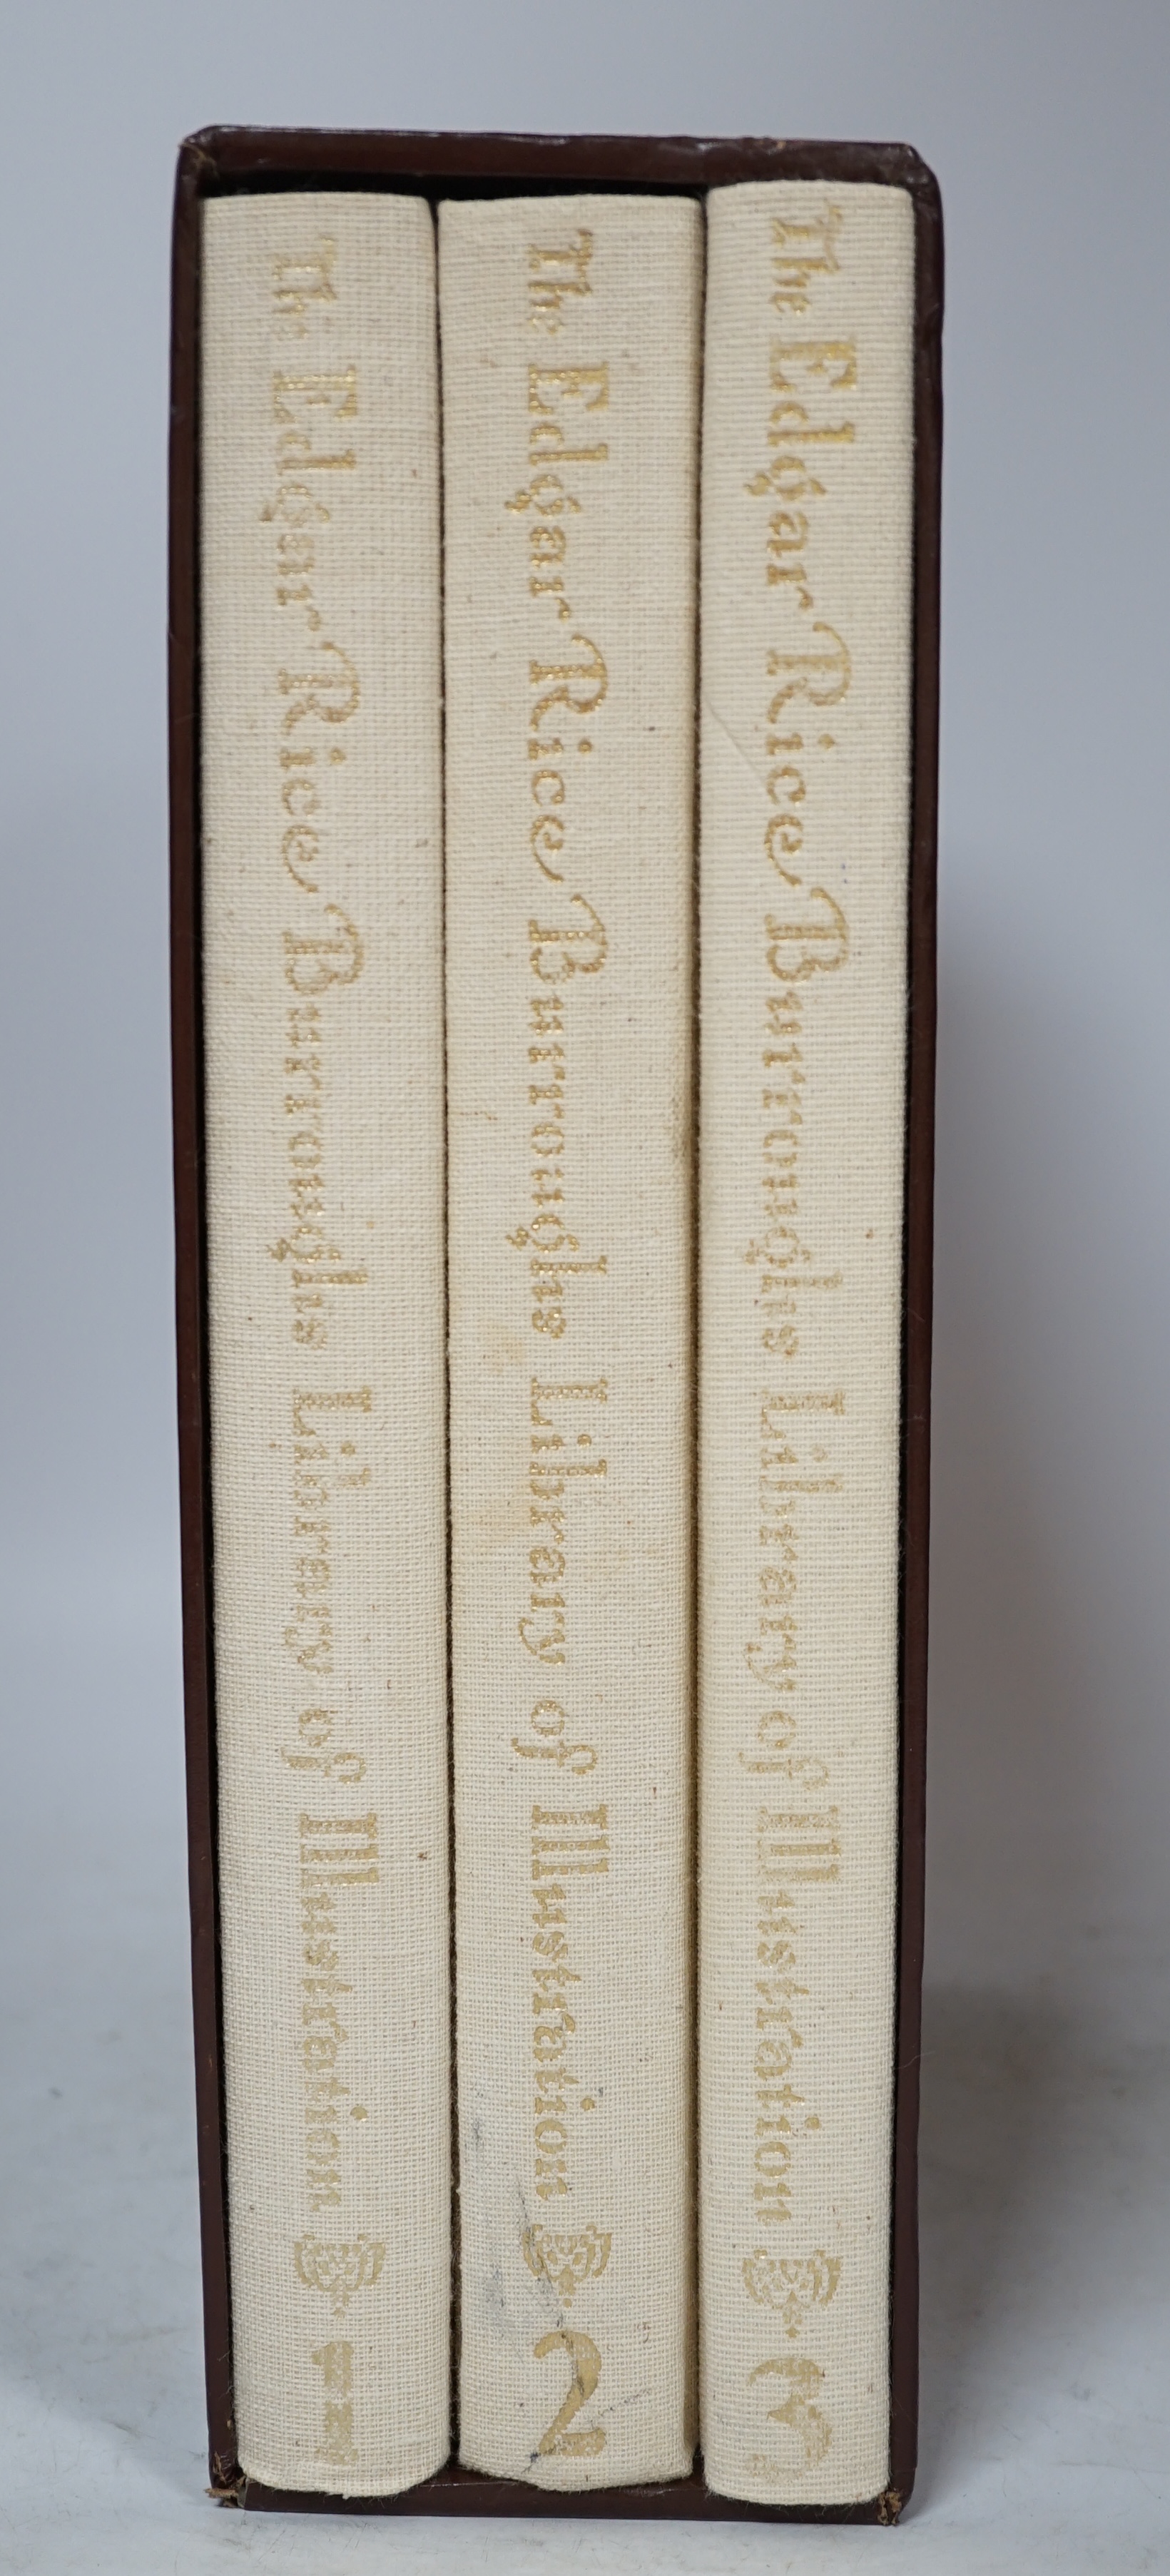 The Edgar Rice Burroughs Library of Illustration 1
The Edgar Rice Burroughs Library of Illustration 2
The Edgar Rice Burroughs Library of Illustration 3